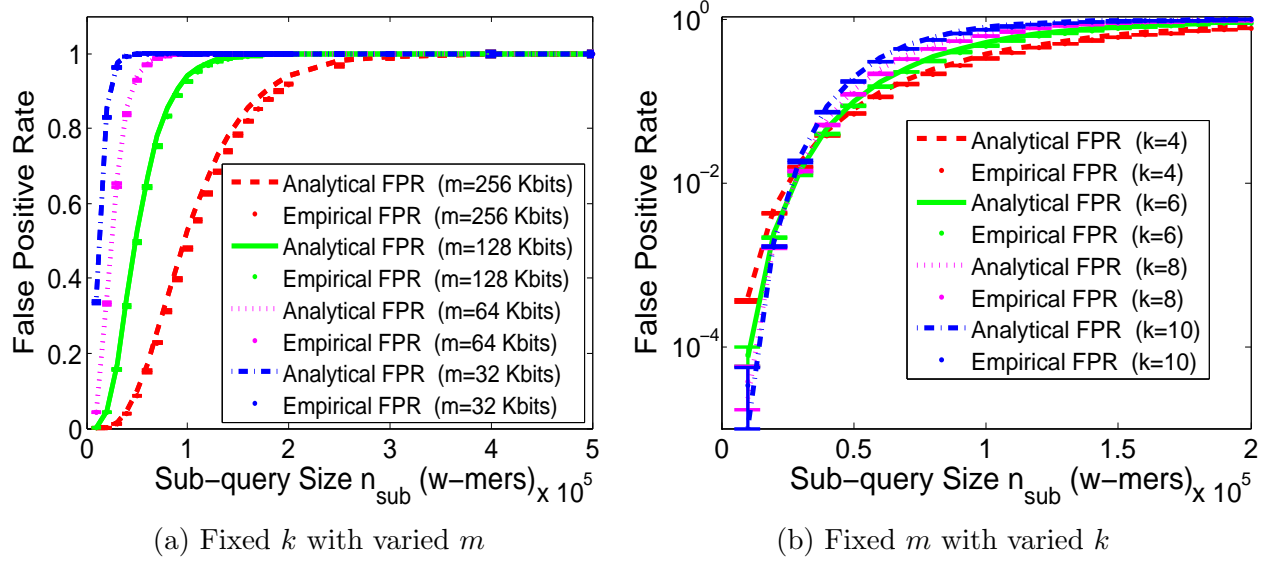 False Positive Rate
1
0.8
0.6
0.4
0.2
0
0 1 2 3 4 5
Analytical FPR (m=256 Kbits)
Empirical FPR (m=256 Kbits)
Analytical FPR (m=128 Kbits)
Empirical FPR (m=128 Kbits)
Analytical FPR (m=64 Kbits)
Empirical FPR (m=64 Kbits)
Analytical FPR (m=32 Kbits)
Empirical FPR (m=32 Kbits)
Sub-query Size n_sub (w-mers) x 10^5
(a) Fixed k with varied m
False Positive Rate
10^0
10^-2
10^-4
0 0.5 1 1.5 2
Analytical FPR (k=4)
Empirical FPR (k=4)
Analytical FPR (k=6)
Empirical FPR (k=6)
Analytical FPR (k=8)
Empirical FPR (k=8)
Analytical FPR (k=10)
Empirical FPR (k=10)
Sub-query Size n_sub (w-mers) x 10^5
(b) Fixed m with varied k